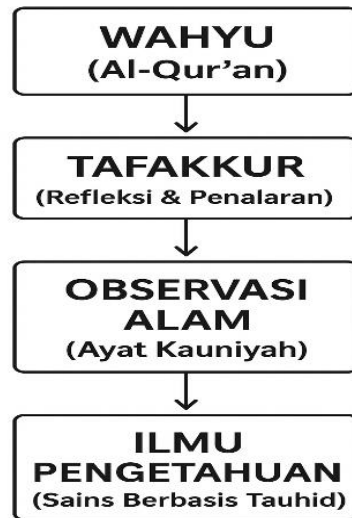 WAHYU
(Al-Qur’an)
TAFAKKUR
(Refleksi & Penalaran)
OBSERVASI
ALAM
(Ayat Kauniyah)
ILMU
PENGETAHUAN
(Sains Berbasis Tauhid)